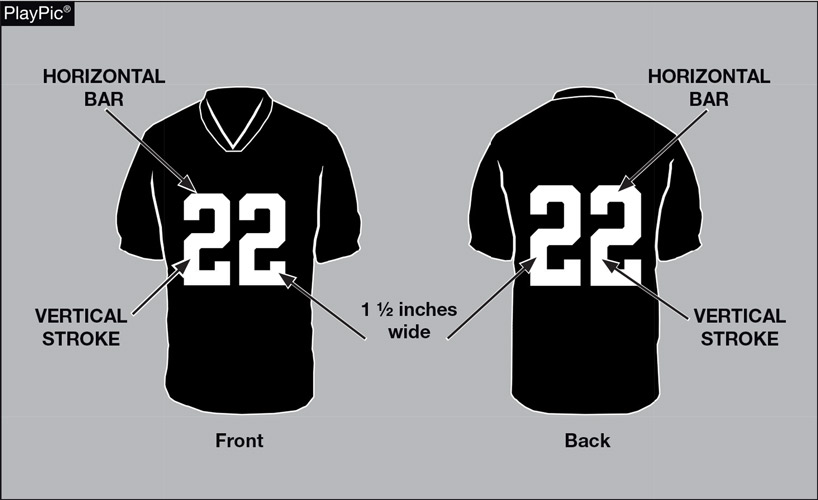 PlayPic®
HORIZONTAL
BAR
HORIZONTAL
BAR
22
22
VERTICAL
STROKE
1 ½ inches
wide
VERTICAL
STROKE
Front
Back